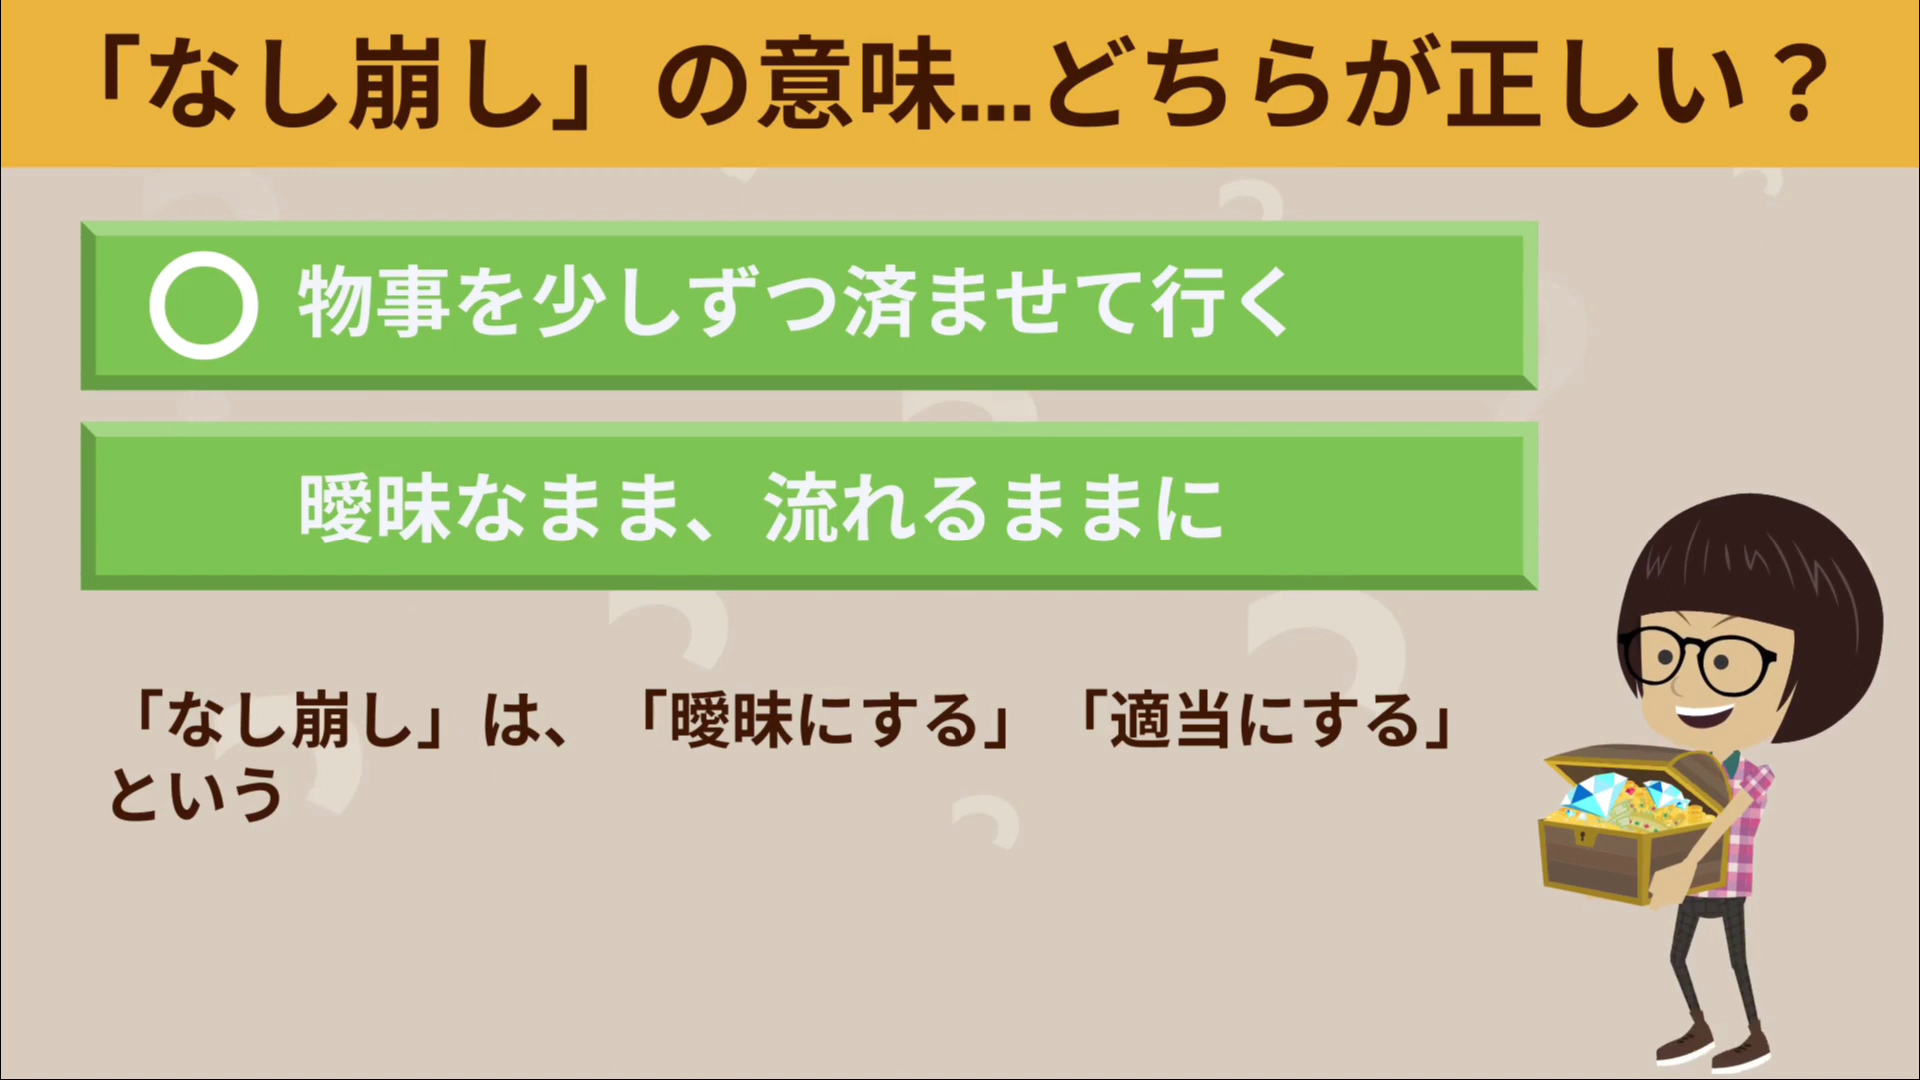 「なし崩し」の意味...どちらが正しい？
物事を少しずつ済ませて行く
曖昧なまま、流れるままに
「なし崩し」は、「曖昧にする」「適当にする」
という